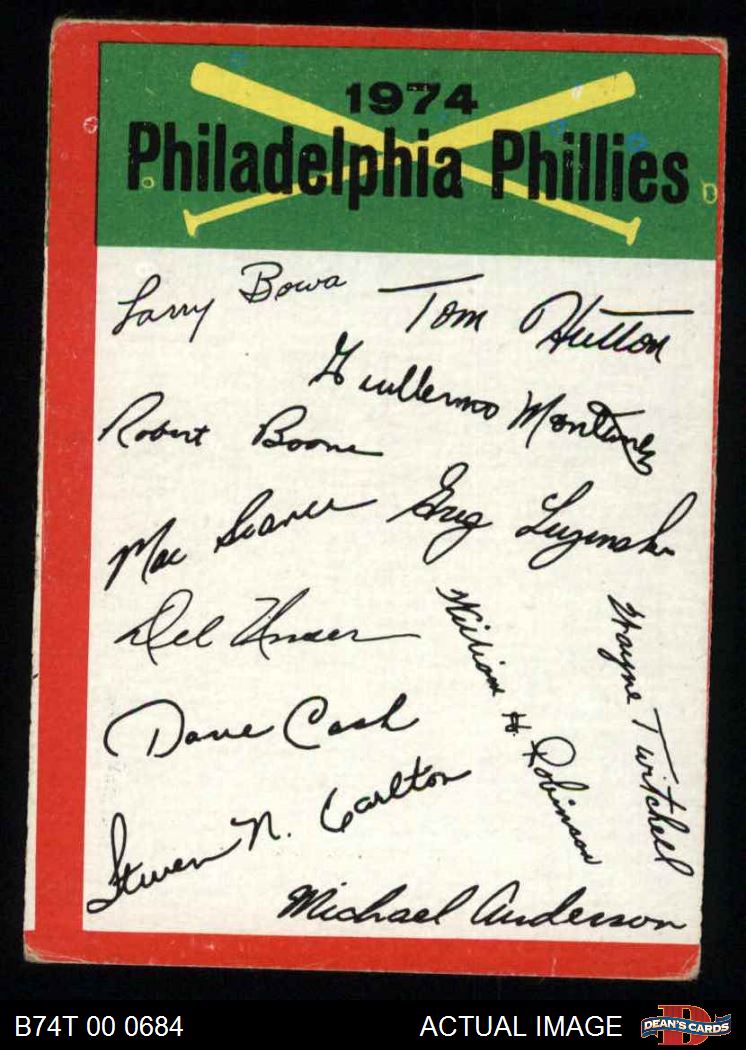 1974
Philadelphia Phillies
Larry Bowa
Tom Hutton
Guillermo Montanez
Robert Boone
Mac Scarce
Greg Luzinski
Del Unser
William H. Robinson
Wayne Twitchell
Dave Cash
Steven N. Carlton
Michael Anderson
B74T 00 0684
ACTUAL IMAGE
D
DEAN'S CARDS